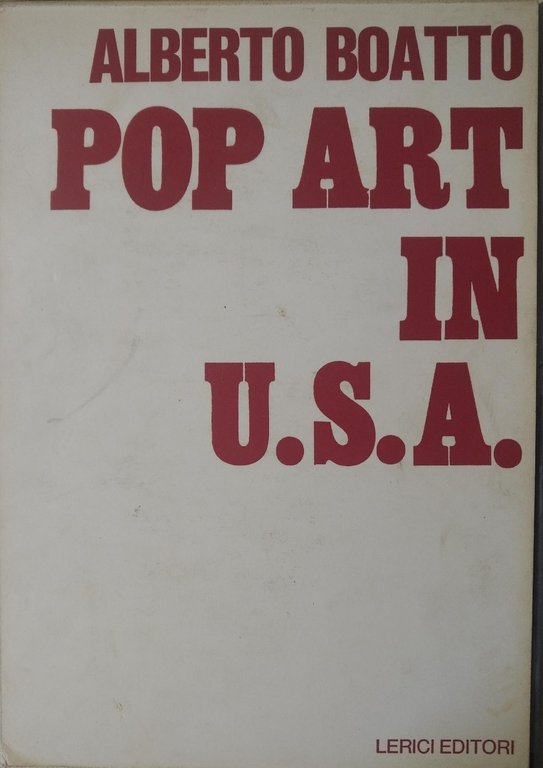 ALBERTO BOATTO
POP ART
IN
U.S.A.
LERICI EDITORI